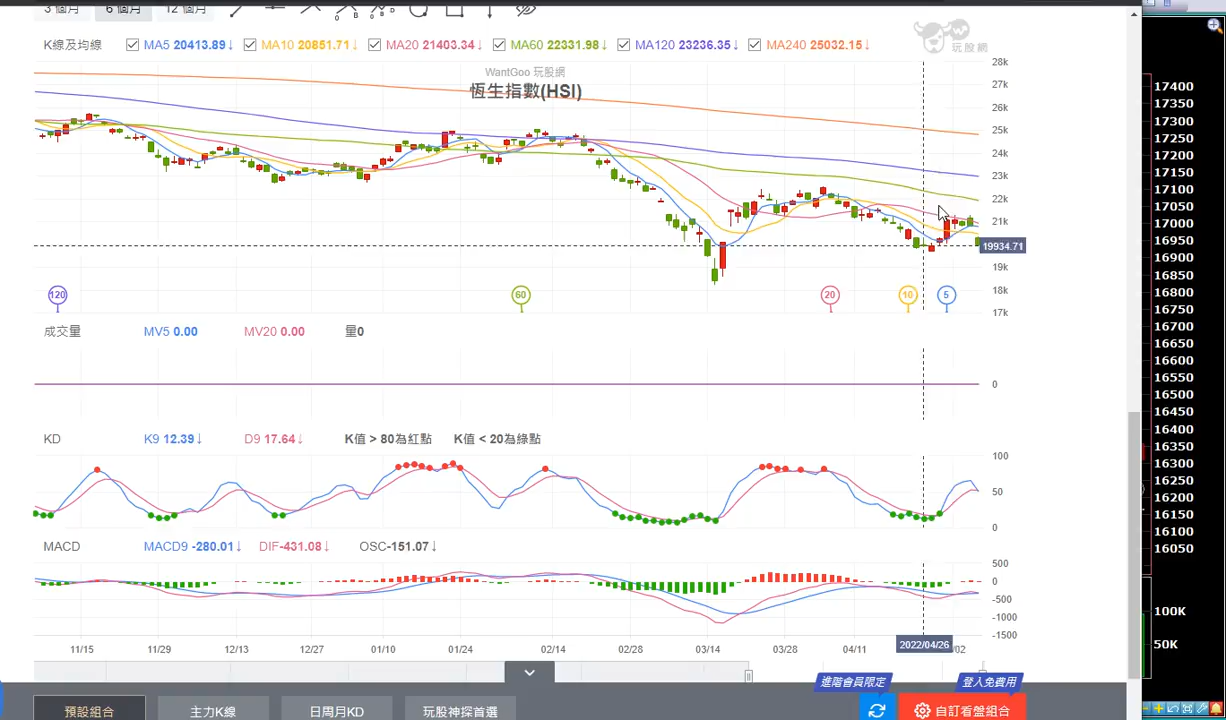 3 個月 6 個月 12 個月
K線及均線 MA5 20413.89↓ MA10 20851.71↓ MA20 21403.34↓ MA60 22331.98↓ MA120 23236.35↓ MA240 25032.15↓
玩股網
WantGoo 玩股網
恆生指數(HSI)
28k
27k
26k
25k
24k
23k
22k
21k
19934.71
19k
18k
17k
120 60 20 10 5
成交量 MV5 0.00 MV20 0.00 量0
0
KD K9 12.39↓ D9 17.64↓ K值 > 80為紅點 K值 < 20為綠點
100
50
0
MACD MACD9 -280.01↓ DIF-431.08↓ OSC-151.07↓
500
0
-500
-1000
-1500
11/15 11/29 12/13 12/27 01/10 01/24 02/14 02/28 03/14 03/28 04/11 2022/04/26 /02
進階會員限定 登入免費用
預設組合 主力K線 日周月KD 玩股神探首選 自訂看盤組合
17400
17350
17300
17250
17200
17150
17100
17050
17000
16950
16900
16850
16800
16750
16700
16650
16600
16550
16500
16450
16400
16350
16300
16250
16200
16150
16100
16050
100K
50K